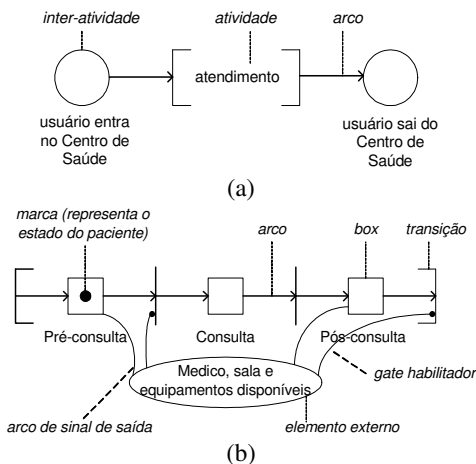 inter-atividade
atividade
arco
atendimento
usuário entra
no Centro de
Saúde
usuário sai do
Centro de
Saúde
(a)
marca (representa o
estado do paciente)
arco
box
transição
Pré-consulta
Consulta
Pós-consulta
Medico, sala e
equipamentos disponíveis
gate habilitador
arco de sinal de saída
elemento externo
(b)